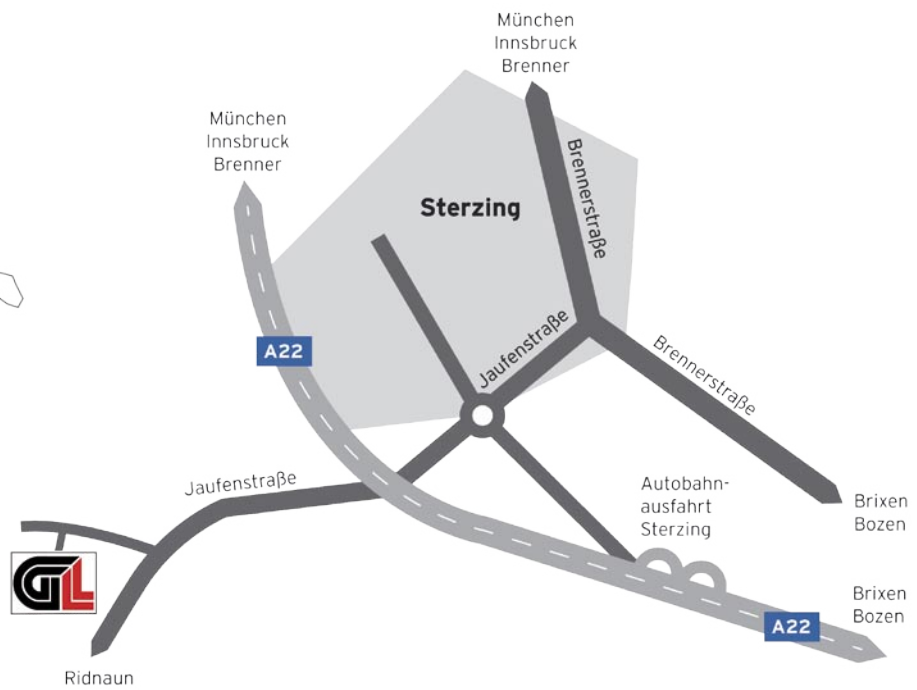 München
Innsbruck
Brenner
München
Innsbruck
Brenner
Brennerstraße
Sterzing
Jaufenstraße
A22
Brennerstraße
Jaufenstraße
Autobahn-
ausfahrt
Sterzing
Brixen
Bozen
GL
Brixen
Bozen
A22
Ridnaun